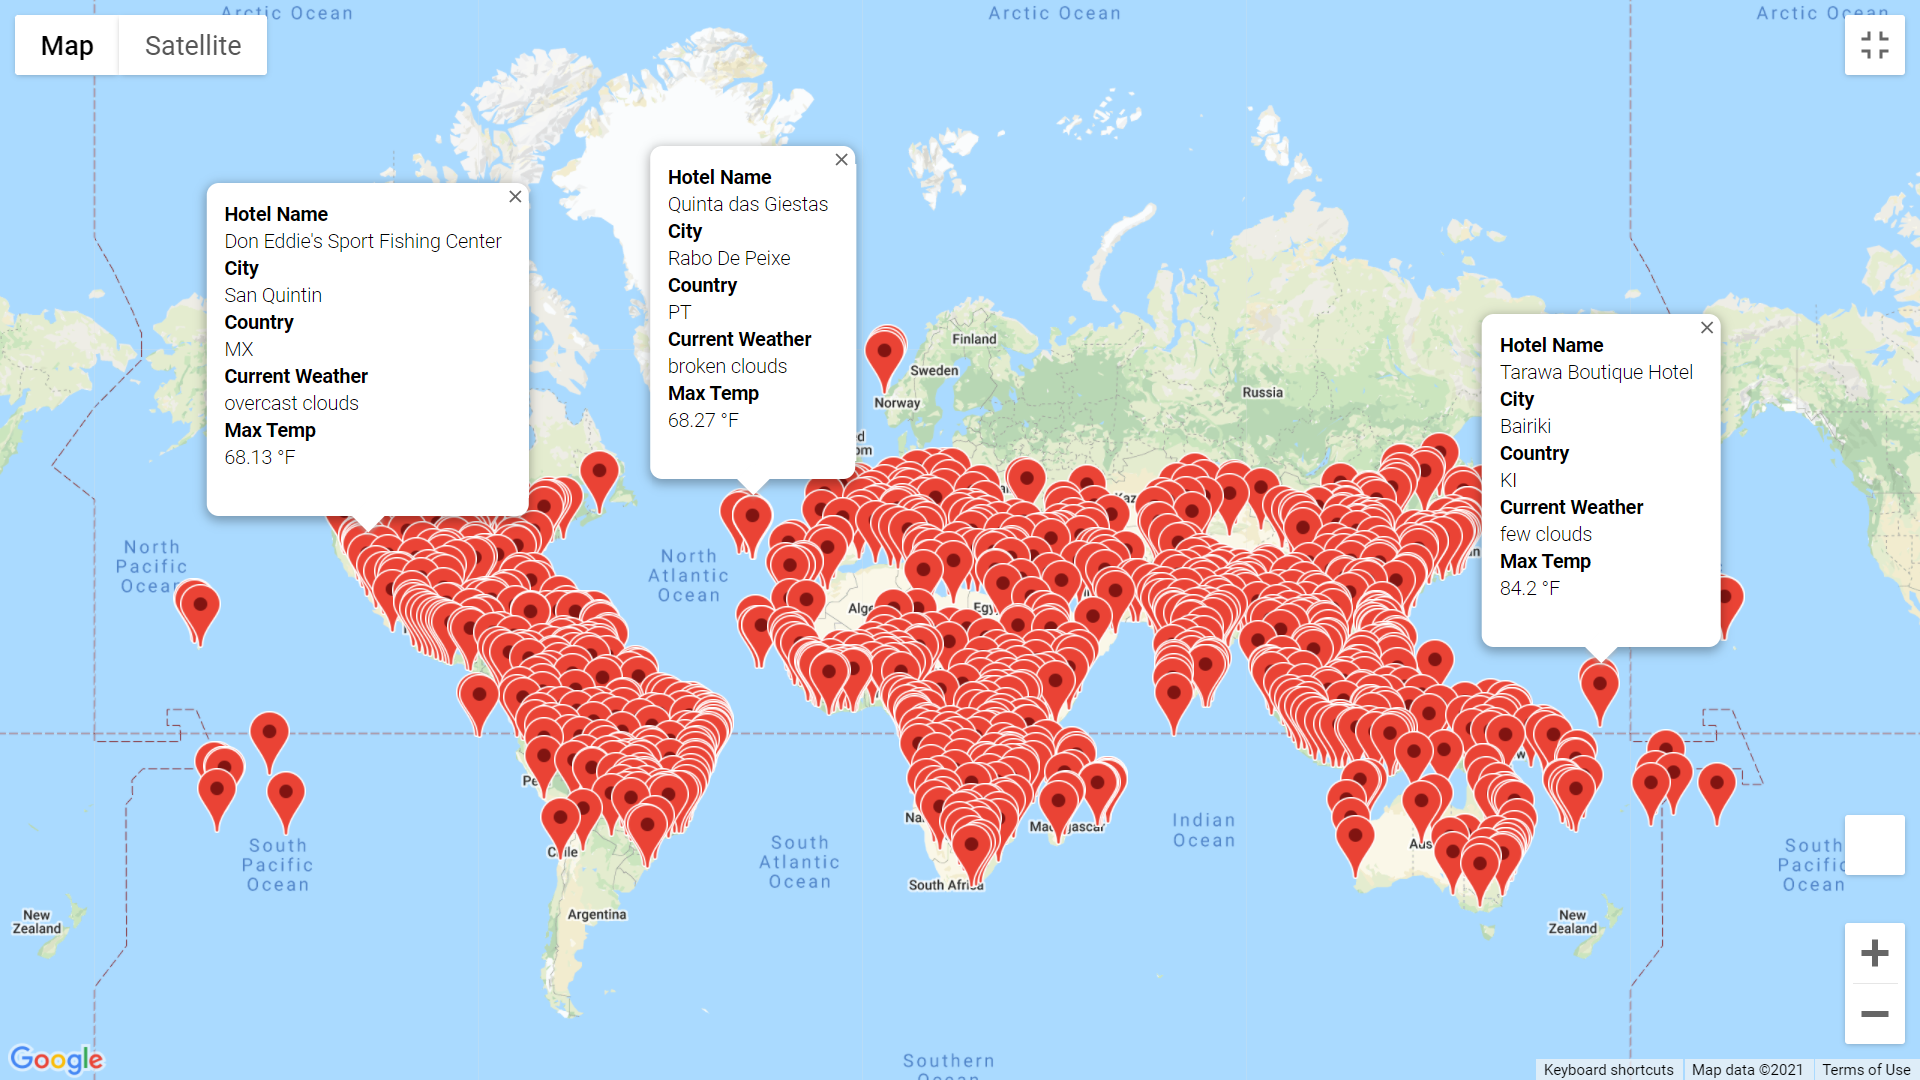 Arctic Ocean
Arctic Ocean
Arctic Ocean
Map
Satellite
Hotel Name
Don Eddie's Sport Fishing Center
City
San Quintin
Country
MX
Current Weather
overcast clouds
Max Temp
68.13 °F
Hotel Name
Quinta das Giestas
City
Rabo De Peixe
Country
PT
Current Weather
broken clouds
Max Temp
68.27 °F
Hotel Name
Tarawa Boutique Hotel
City
Bairiki
Country
KI
Current Weather
few clouds
Max Temp
84.2 °F
Finland
Sweden
Norway
Russia
North
Pacific
Ocean
North
Atlantic
Ocean
South
Pacific
Ocean
South
Atlantic
Ocean
Indian
Ocean
South
Pacific
Ocean
Madagascar
Chile
South Africa
Argentina
New
Zealand
New
Zealand
Southern
Ocean
Google
Keyboard shortcuts
Map data ©2021
Terms of Use